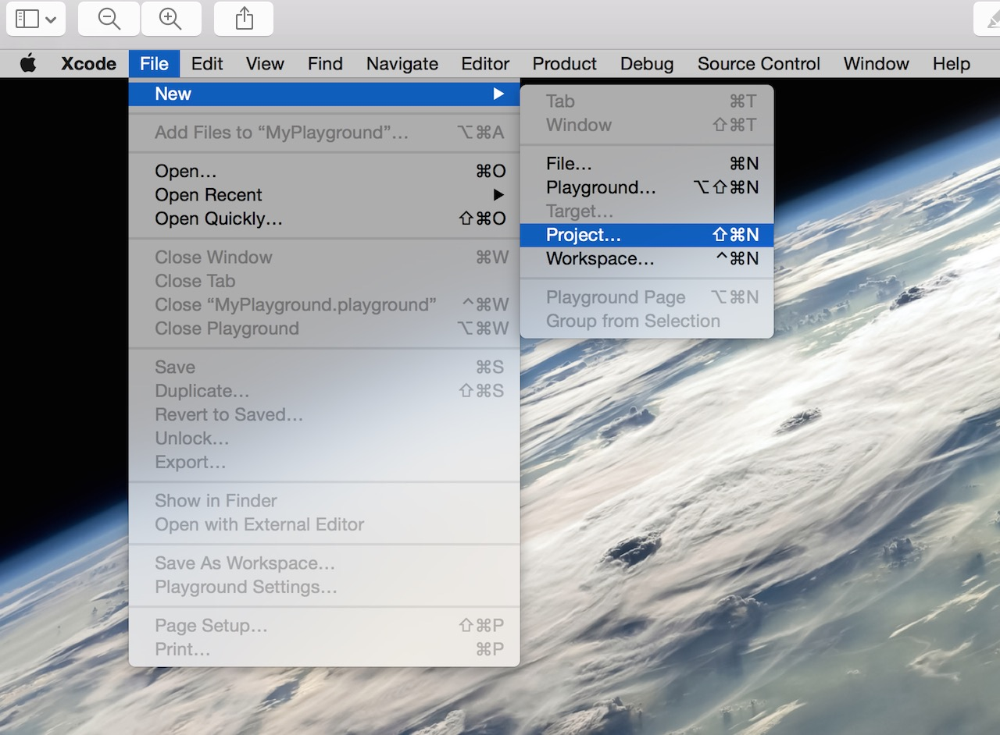 Xcode File Edit View Find Navigate Editor Product Debug Source Control Window Help
New ▶
Add Files to “MyPlayground”… ⌥⌘A
Open… ⌘O
Open Recent ▶
Open Quickly… ⇧⌘O
Close Window ⌘W
Close Tab
Close “MyPlayground.playground” ^⌘W
Close Playground ⌥⌘W
Save ⌘S
Duplicate… ⇧⌘S
Revert to Saved…
Unlock…
Export…
Show in Finder
Open with External Editor
Save As Workspace…
Playground Settings…
Page Setup… ⇧⌘P
Print… ⌘P
Tab ⌘T
Window ⇧⌘T
File… ⌘N
Playground… ⌥⇧⌘N
Target…
Project… ⇧⌘N
Workspace… ^⌘N
Playground Page ⌥⌘N
Group from Selection